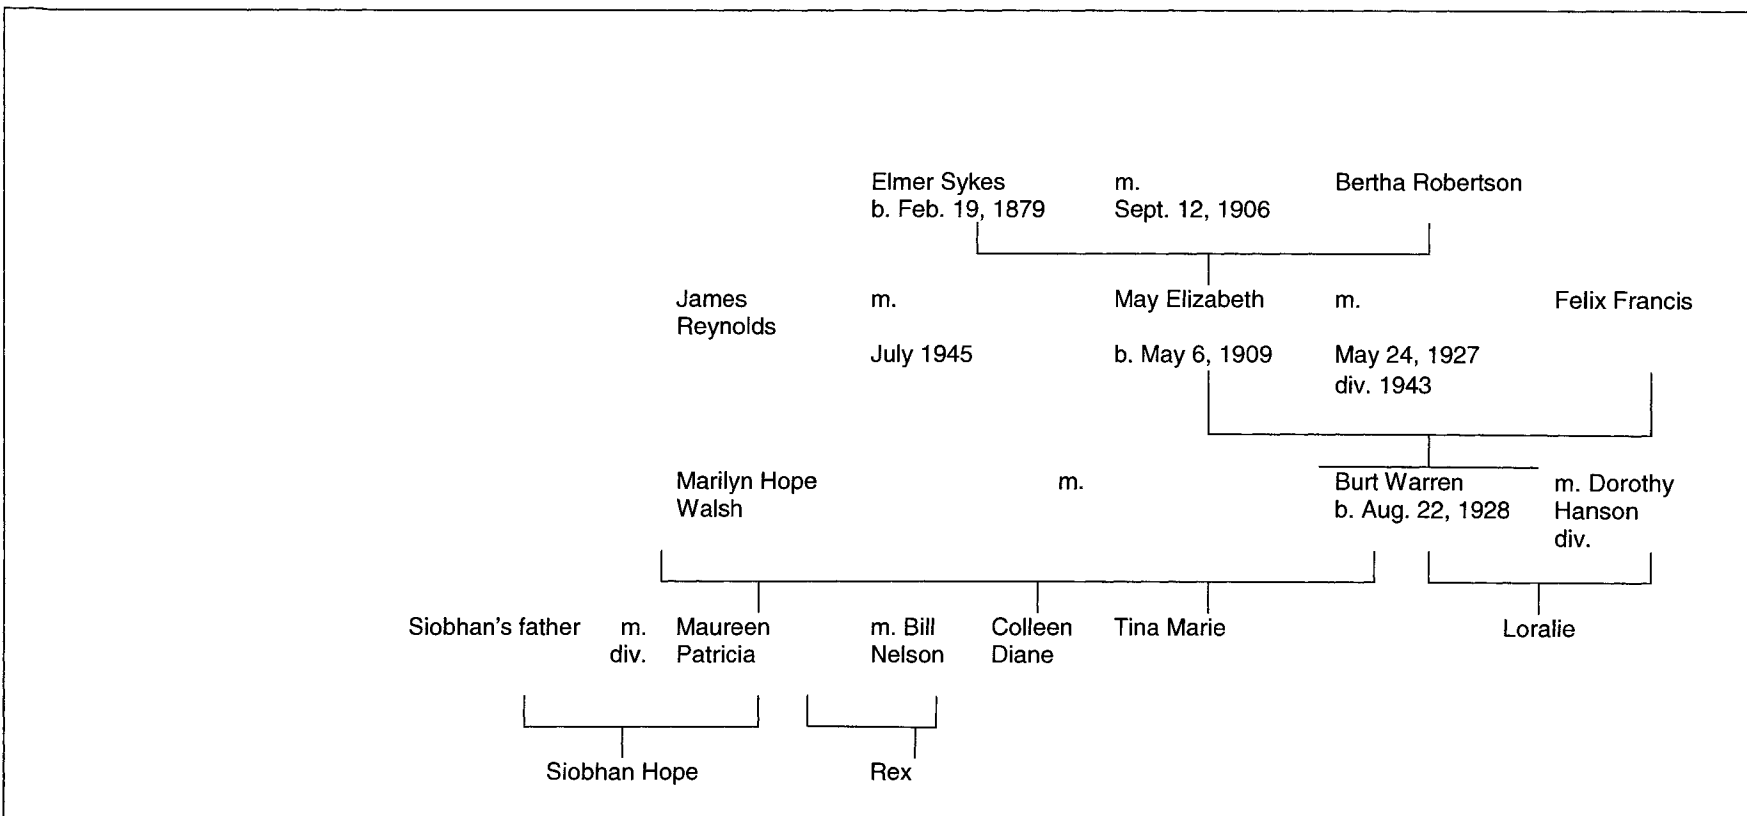 Elmer Sykes m. Bertha Robertson
b. Feb. 19, 1879 Sept. 12, 1906
James m. May Elizabeth m. Felix Francis
Reynolds
July 1945 b. May 6, 1909 May 24, 1927
div. 1943
Marilyn Hope m. Burt Warren m. Dorothy
Walsh b. Aug. 22, 1928 Hanson
div.
Siobhan's father m. Maureen m. Bill Colleen Tina Marie Loralie
div. Patricia Nelson Diane
Siobhan Hope Rex